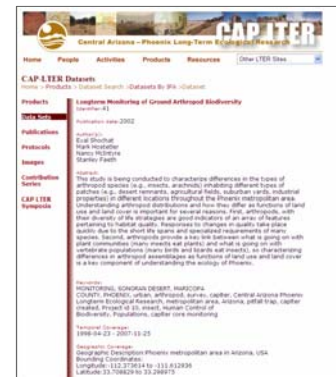 CAP LTER
Central Arizona - Phoenix Long-Term Ecological Research
Home People Activities Products Resources Other LTER Sites
CAP-LTER Datasets
Home > Products > Dataset Search >Datasets By IPA >Dataset
Products
Data Sets
Publications
Protocols
Images
Contribution Series
CAP LTER Symposia
Longterm Monitoring of Ground Arthropod Biodiversity
Identifier:41
Publication date:2002
Author(s):
Eyal Shochat
Mark Hostetler
Nancy McIntyre
Stanley Faeth
Abstract:
This study is being conducted to characterize differences in the types of
arthropod species (e.g., insects, arachnids) inhabiting different types of
patches (e.g., desert remnants, agricultural fields, suburban yards, industrial
properties) in different locations throughout the Phoenix metropolitan area.
Understanding arthropod distributions and how they differ as functions of land
use and land cover is important for several reasons. First, arthropods, with
their diversity of life strategies are good indicators of an array of features
pertaining to habitat quality. Responses to changes in quality take place
quickly due to the short life spans and specialized requirements of many
species. Second, arthropods provide a key link between what is going on with
plant communities (many insects eat plants) and what is going on with
vertebrate populations (many birds and lizards eat insects), so characterizing
differences in arthropod assemblages as functions of land use and land cover
is a key component of understanding the ecology of Phoenix.
Keywords:
MONITORING, SONORAN DESERT, MARICOPA
COUNTY, PHOENIX, urban, arthropod, survey, caplter, Central Arizona Phoenix
Longterm Ecological Research, metropolitan area, Arizona, pitfall trap, caplter
created, Project id 10, insect, Human Control of
Biodiversity, Populations, caplter core monitoring
Temporal Coverage:
1998-04-23 - 2007-11-25
Geographic Coverage:
Geographic Description:Phoenix metropolitan area in Arizona, USA
Bounding Coordinates:
Longitude:-112.373614 to -111.612936
Latitude:33.708829 to 33.298975